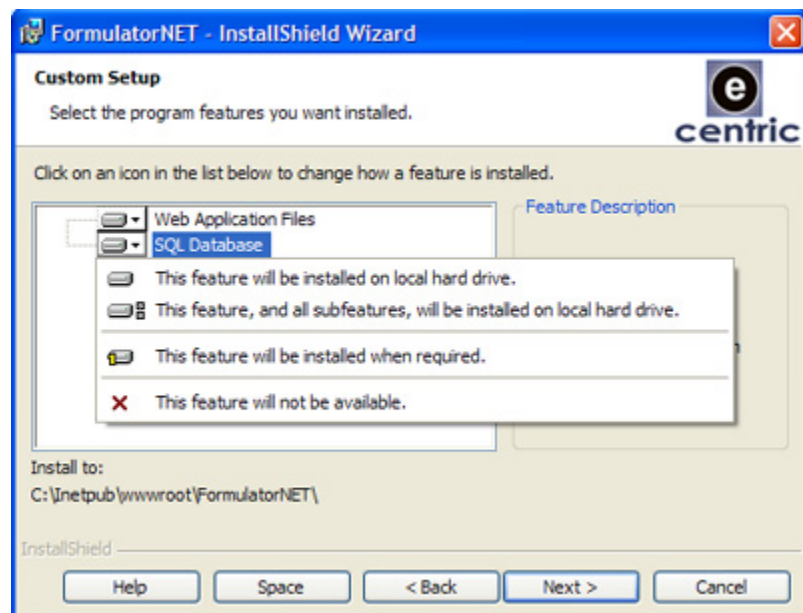 FormulatorNET - InstallShield Wizard
Custom Setup
Select the program features you want installed.
e
centric
Click on an icon in the list below to change how a feature is installed.
Web Application Files
Feature Description
SQL Database
This feature will be installed on local hard drive.
This feature, and all subfeatures, will be installed on local hard drive.
This feature will be installed when required.
This feature will not be available.
Install to:
C:\Inetpub\wwwroot\FormulatorNET\
InstallShield
Help Space < Back Next > Cancel